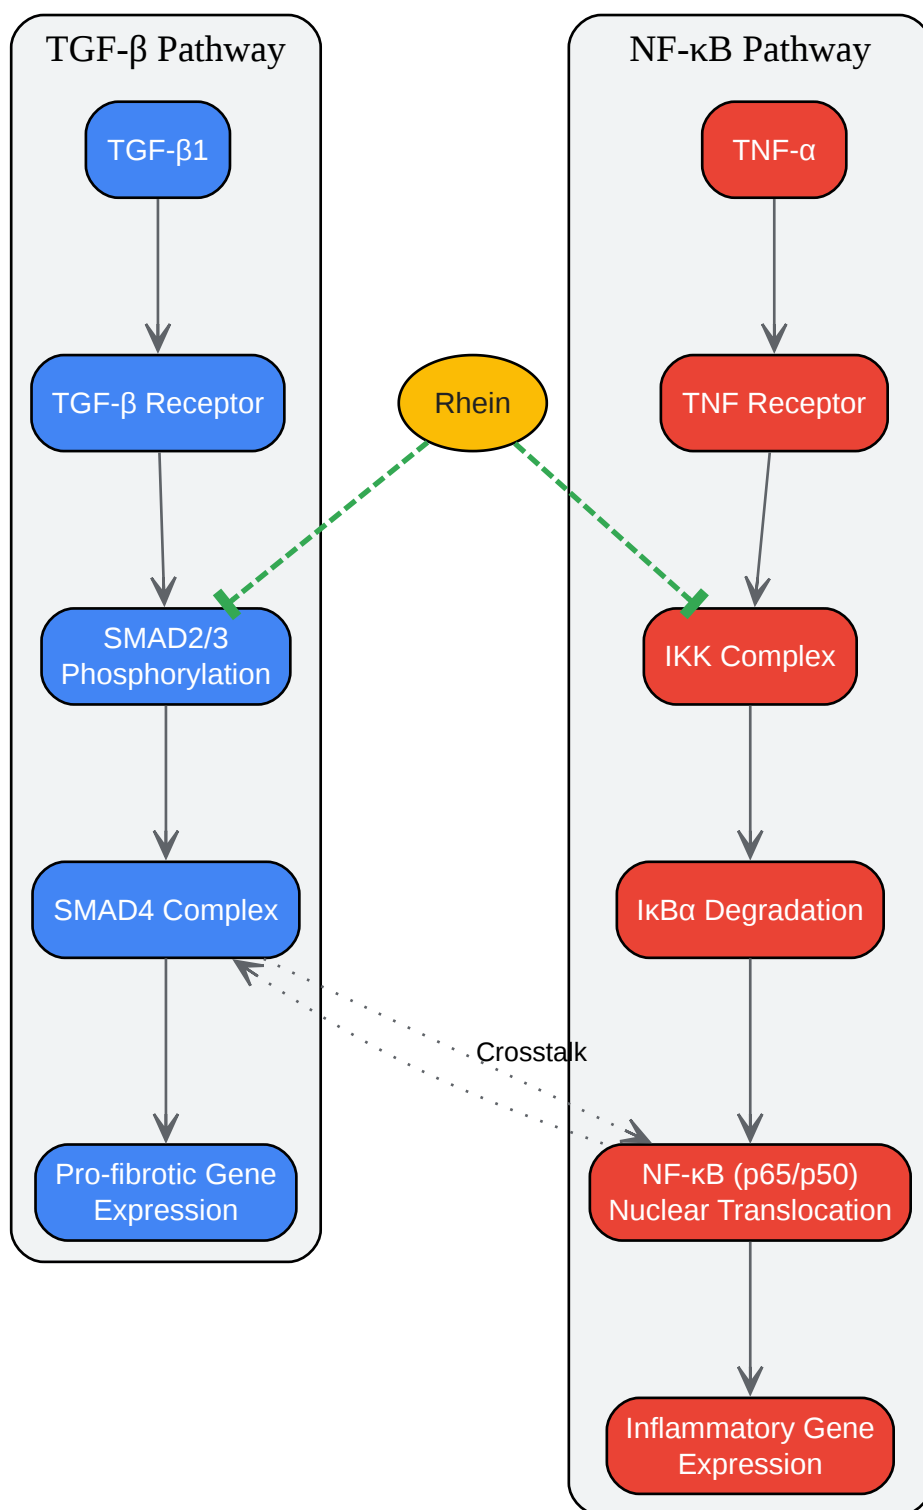 TGF-β Pathway
TGF-β1
TGF-β Receptor
SMAD2/3
Phosphorylation
SMAD4 Complex
Pro-fibrotic Gene
Expression
Rhein
Crosstalk
NF-κB Pathway
TNF-α
TNF Receptor
IKK Complex
IκBα Degradation
NF-κB (p65/p50)
Nuclear Translocation
Inflammatory Gene
Expression